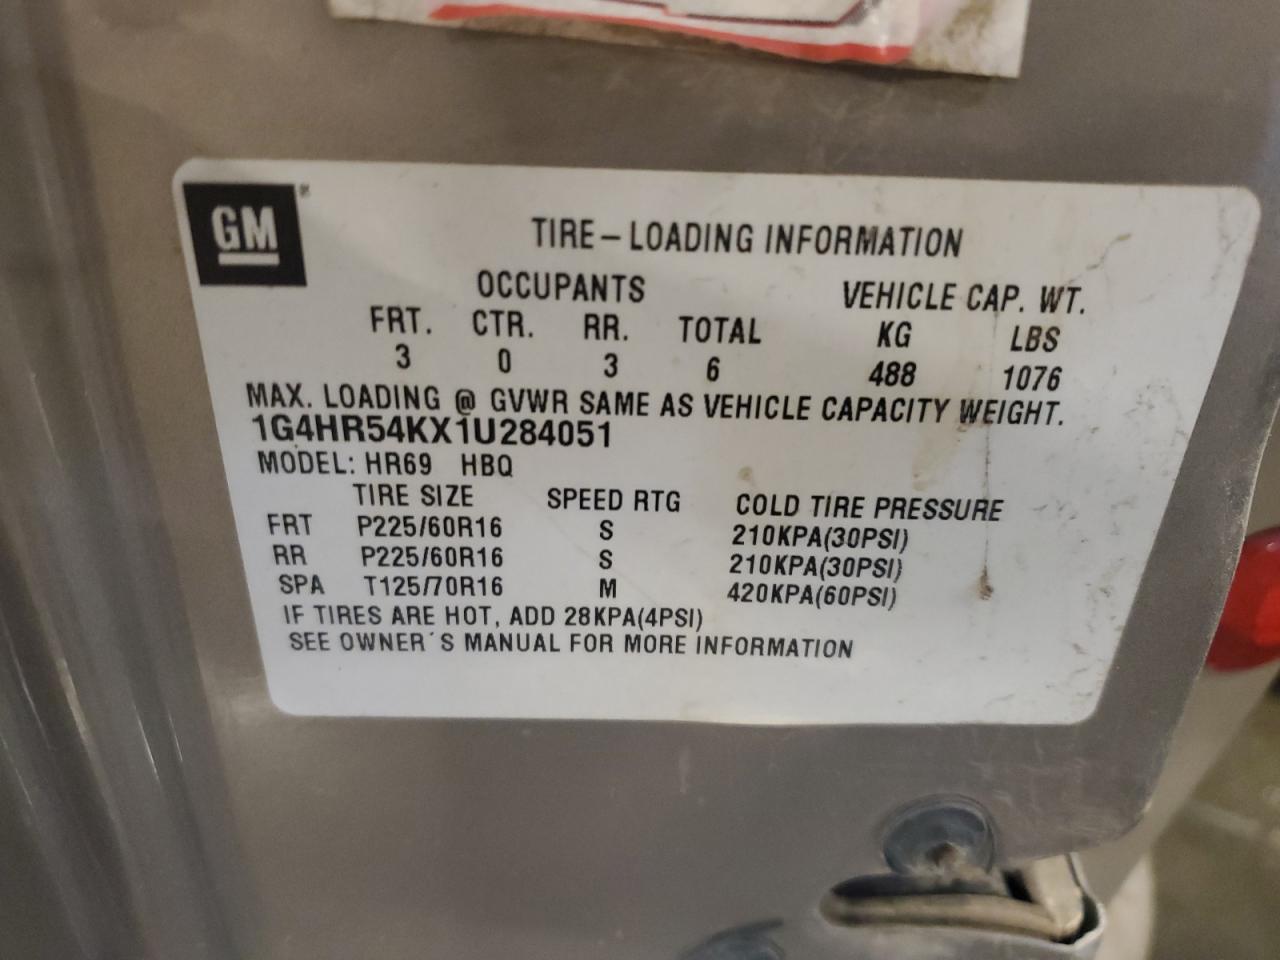 GM
TIRE-LOADING INFORMATION
OCCUPANTS VEHICLE CAP. WT.
FRT. CTR. RR. TOTAL KG LBS
3 0 3 6 488 1076
MAX. LOADING @ GVWR SAME AS VEHICLE CAPACITY WEIGHT.
1G4HR54KX1U284051
MODEL: HR69 HBQ
TIRE SIZE SPEED RTG COLD TIRE PRESSURE
FRT P225/60R16 S 210KPA(30PSI)
RR P225/60R16 S 210KPA(30PSI)
SPA T125/70R16 M 420KPA(60PSI)
IF TIRES ARE HOT, ADD 28KPA(4PSI)
SEE OWNER´S MANUAL FOR MORE INFORMATION